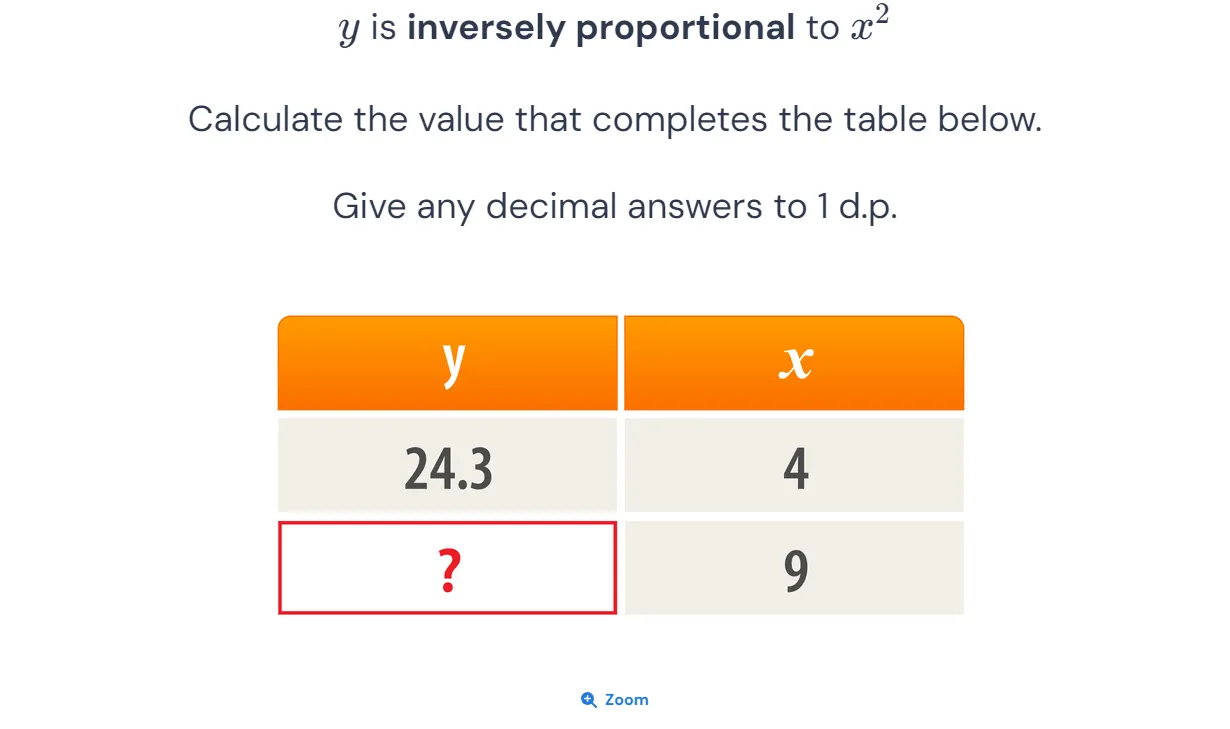 y is inversely proportional to x²
Calculate the value that completes the table below.
Give any decimal answers to 1 d.p.
y x
24.3 4
? 9
Zoom